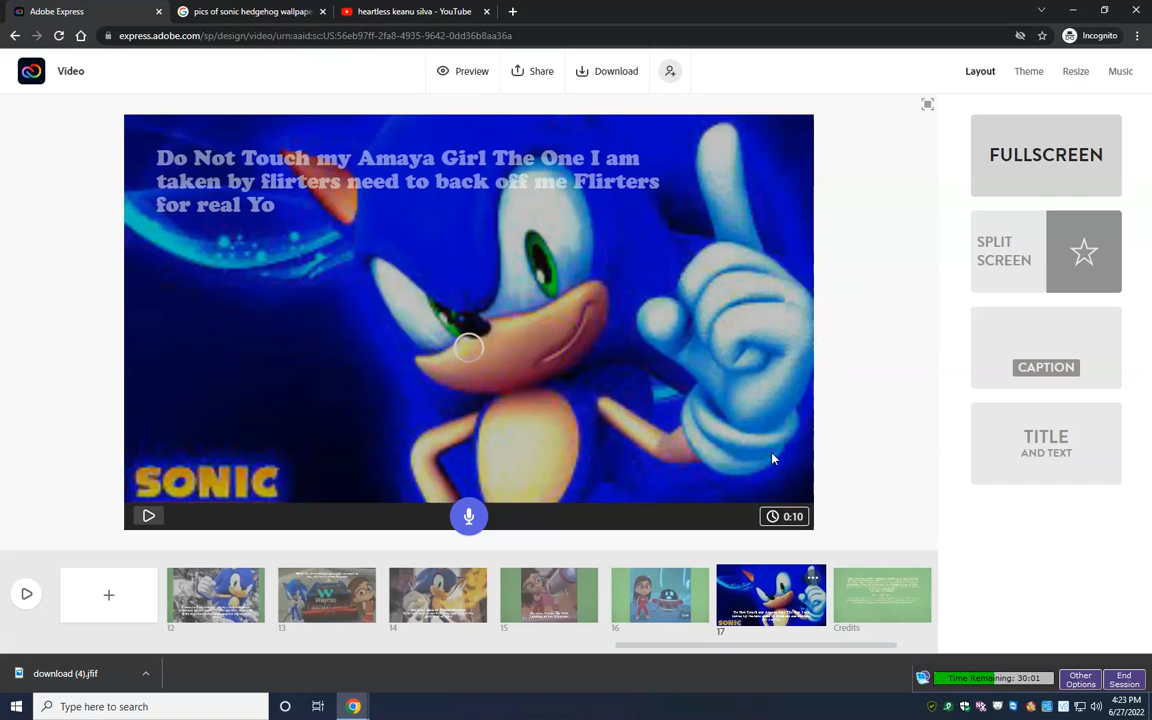 Adobe Express
pics of sonic hedgehog wallpape
heartless keanu silva - YouTube
express.adobe.com/sp/design/video/urn:aaid:sc:US:56eb97ff-2fa8-4935-9642-0dd36b8aa36a
Incognito
Video
Preview
Share
Download
Layout
Theme
Resize
Music
Do Not Touch my Amaya Girl The One I am
taken by flirters need to back off me Flirters
for real Yo
SONIC
0:10
FULLSCREEN
SPLIT
SCREEN
CAPTION
TITLE
AND TEXT
12
13
14
15
16
17
Credits
download (4).jfif
Time Remaining: 30:01
Other
Options
End
Session
Type here to search
4:23 PM
6/27/2022